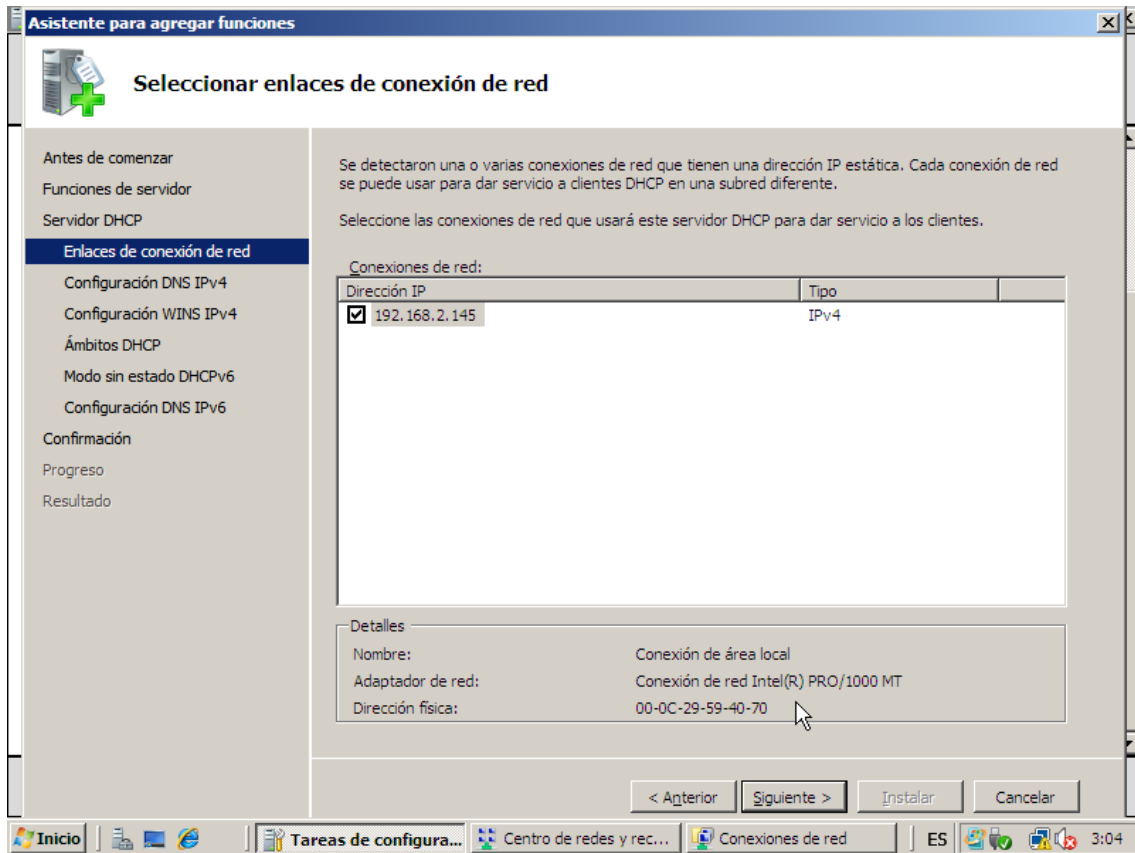 Asistente para agregar funciones
Seleccionar enlaces de conexión de red
Antes de comenzar
Funciones de servidor
Servidor DHCP
Enlaces de conexión de red
Configuración DNS IPv4
Configuración WINS IPv4
Ámbitos DHCP
Modo sin estado DHCPv6
Configuración DNS IPv6
Confirmación
Progreso
Resultado
Se detectaron una o varias conexiones de red que tienen una dirección IP estática. Cada conexión de red
se puede usar para dar servicio a clientes DHCP en una subred diferente.
Seleccione las conexiones de red que usará este servidor DHCP para dar servicio a los clientes.
Conexiones de red:
Dirección IP Tipo
192.168.2.145 IPv4
Detalles
Nombre: Conexión de área local
Adaptador de red: Conexión de red Intel(R) PRO/1000 MT
Dirección física: 00-0C-29-59-40-70
< Anterior Siguiente > Instalar Cancelar
Inicio Tareas de configura... Centro de redes y rec... Conexiones de red ES 3:04